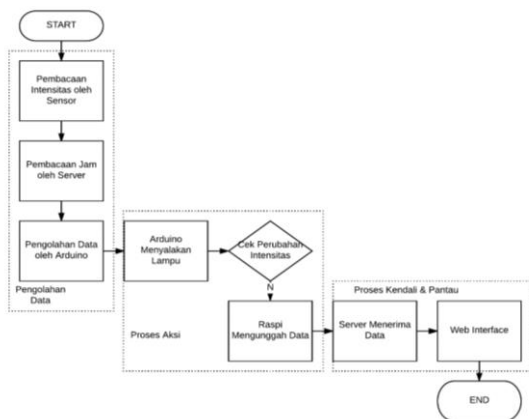 START
Pembacaan
Intensitas oleh
Sensor
Pembacaan Jam
oleh Server
Pengolahan Data
oleh Arduino
Pengolahan
Data
Arduino
Menyalakan
Lampu
Cek Perubahan
Intensitas
N
Raspi
Mengunggah Data
Proses Aksi
Proses Kendali & Pantau
Server Menerima
Data
Web Interface
END